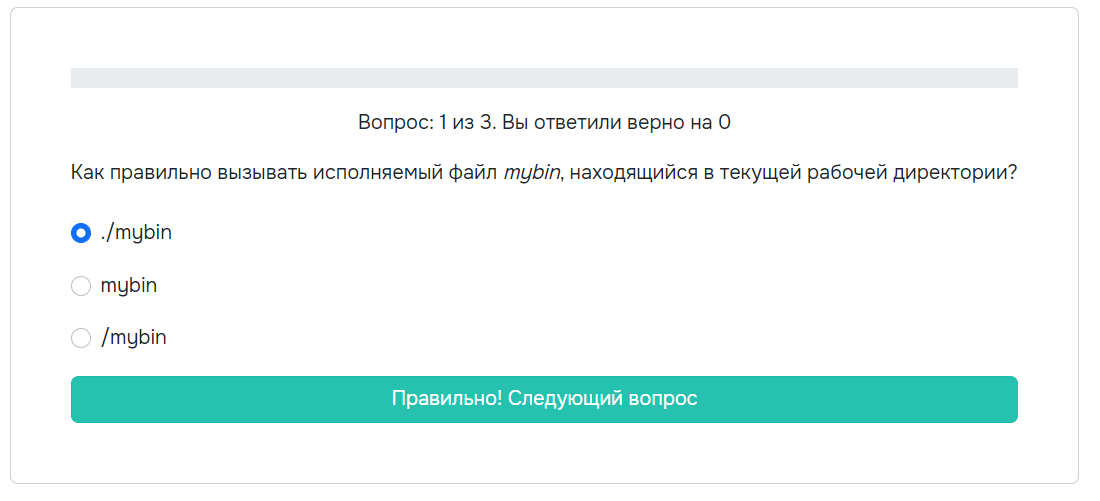 Вопрос: 1 из 3. Вы ответили верно на 0
Как правильно вызывать исполняемый файл mybin, находящийся в текущей рабочей директории?
./mybin
mybin
/mybin
Правильно! Следующий вопрос